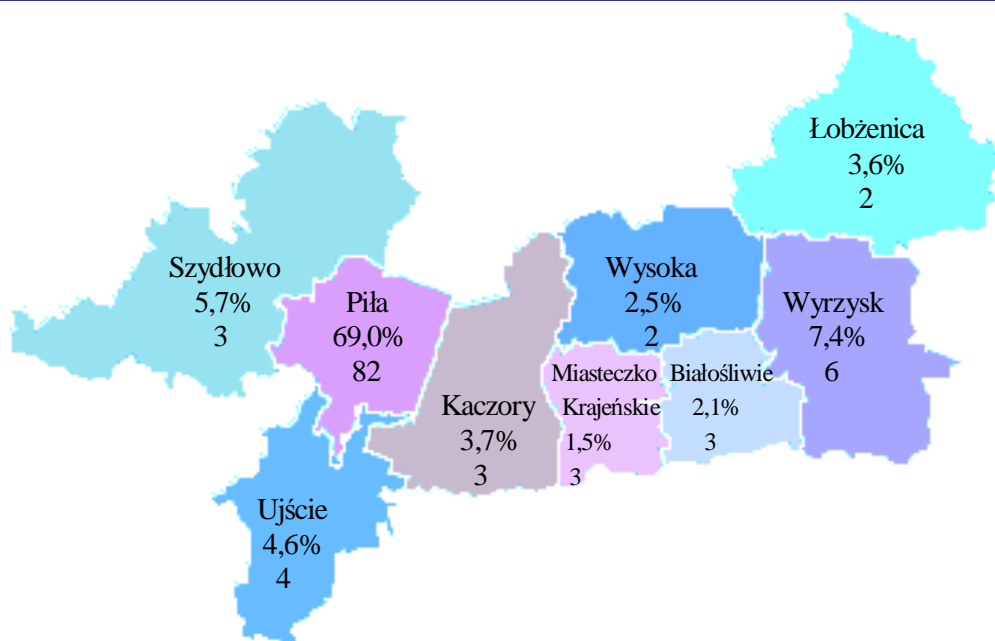 Łobżenica
3,6%
2
Szydłowo
5,7%
3
Piła
69,0%
82
Wysoka
2,5%
2
Wyrzysk
7,4%
6
Kaczory
3,7%
3
Miasteczko
Krajeńskie
1,5%
3
Białośliwie
2,1%
3
Ujście
4,6%
4